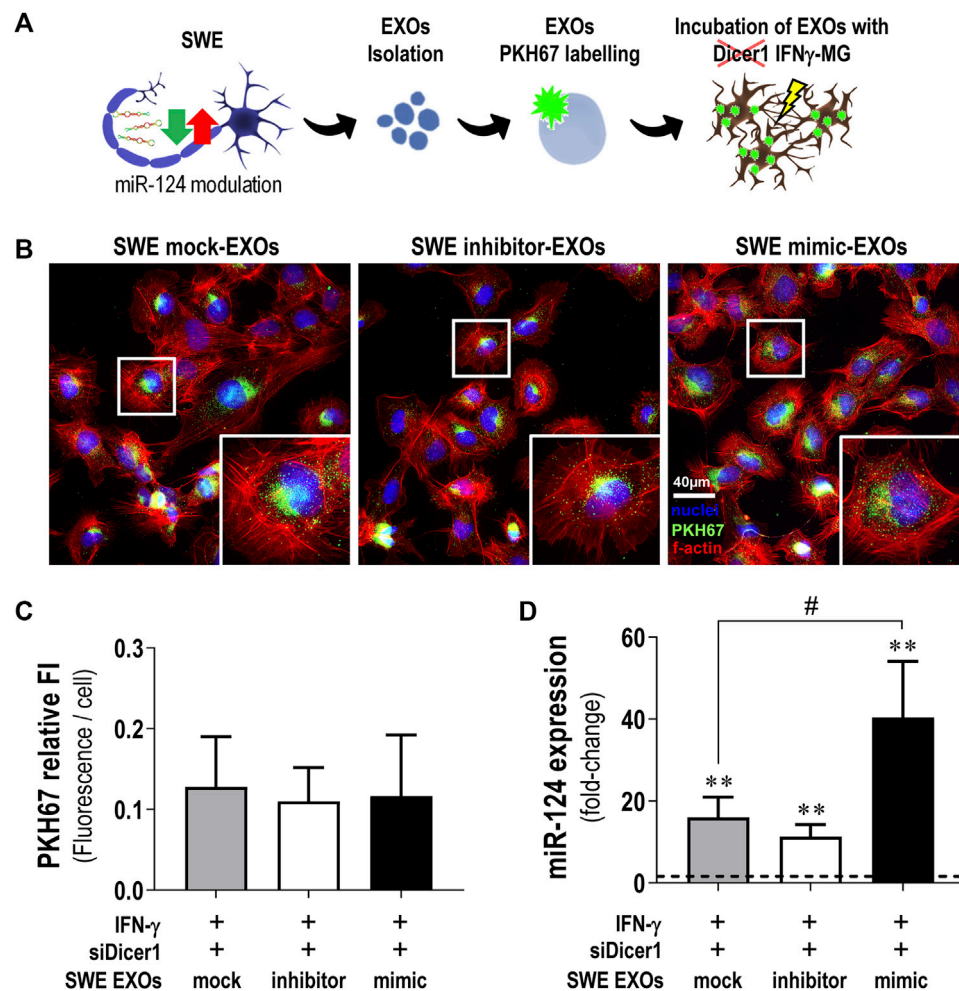 A
SWE
miR-124 modulation
EXOs
Isolation
EXOs
PKH67 labelling
Incubation of EXOs with
Dicer1 IFNγ-MG
B
SWE mock-EXOs
SWE inhibitor-EXOs
SWE mimic-EXOs
40µm
nuclei
PKH67
f-actin
C
PKH67 relative FI
(Fluorescence / cell)
0.3
0.2
0.1
0.0
IFN-γ + + +
siDicer1 + + +
SWE EXOs mock inhibitor mimic
D
miR-124 expression
(fold-change)
60
40
20
0
#
**
**
**
IFN-γ + + +
siDicer1 + + +
SWE EXOs mock inhibitor mimic